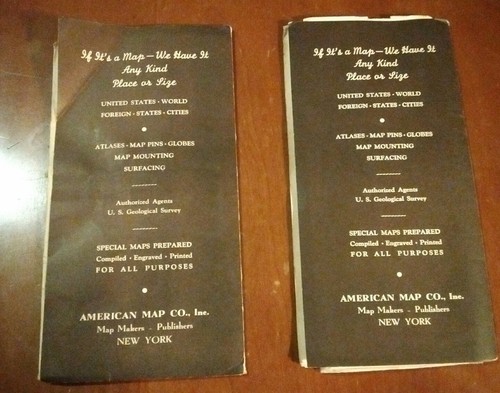 If It's a Map—We Have It
Any Kind
Place or Size
UNITED STATES · WORLD
FOREIGN · STATES · CITIES
ATLASES · MAP PINS · GLOBES
MAP MOUNTING
SURFACING
Authorized Agents
U. S. Geological Survey
SPECIAL MAPS PREPARED
Compiled · Engraved · Printed
FOR ALL PURPOSES
AMERICAN MAP CO., Inc.
Map Makers - Publishers
NEW YORK
If It's a Map—We Have It
Any Kind
Place or Size
UNITED STATES · WORLD
FOREIGN · STATES · CITIES
ATLASES · MAP PINS · GLOBES
MAP MOUNTING
SURFACING
Authorized Agents
U. S. Geological Survey
SPECIAL MAPS PREPARED
Compiled · Engraved · Printed
FOR ALL PURPOSES
AMERICAN MAP CO., Inc.
Map Makers - Publishers
NEW YORK